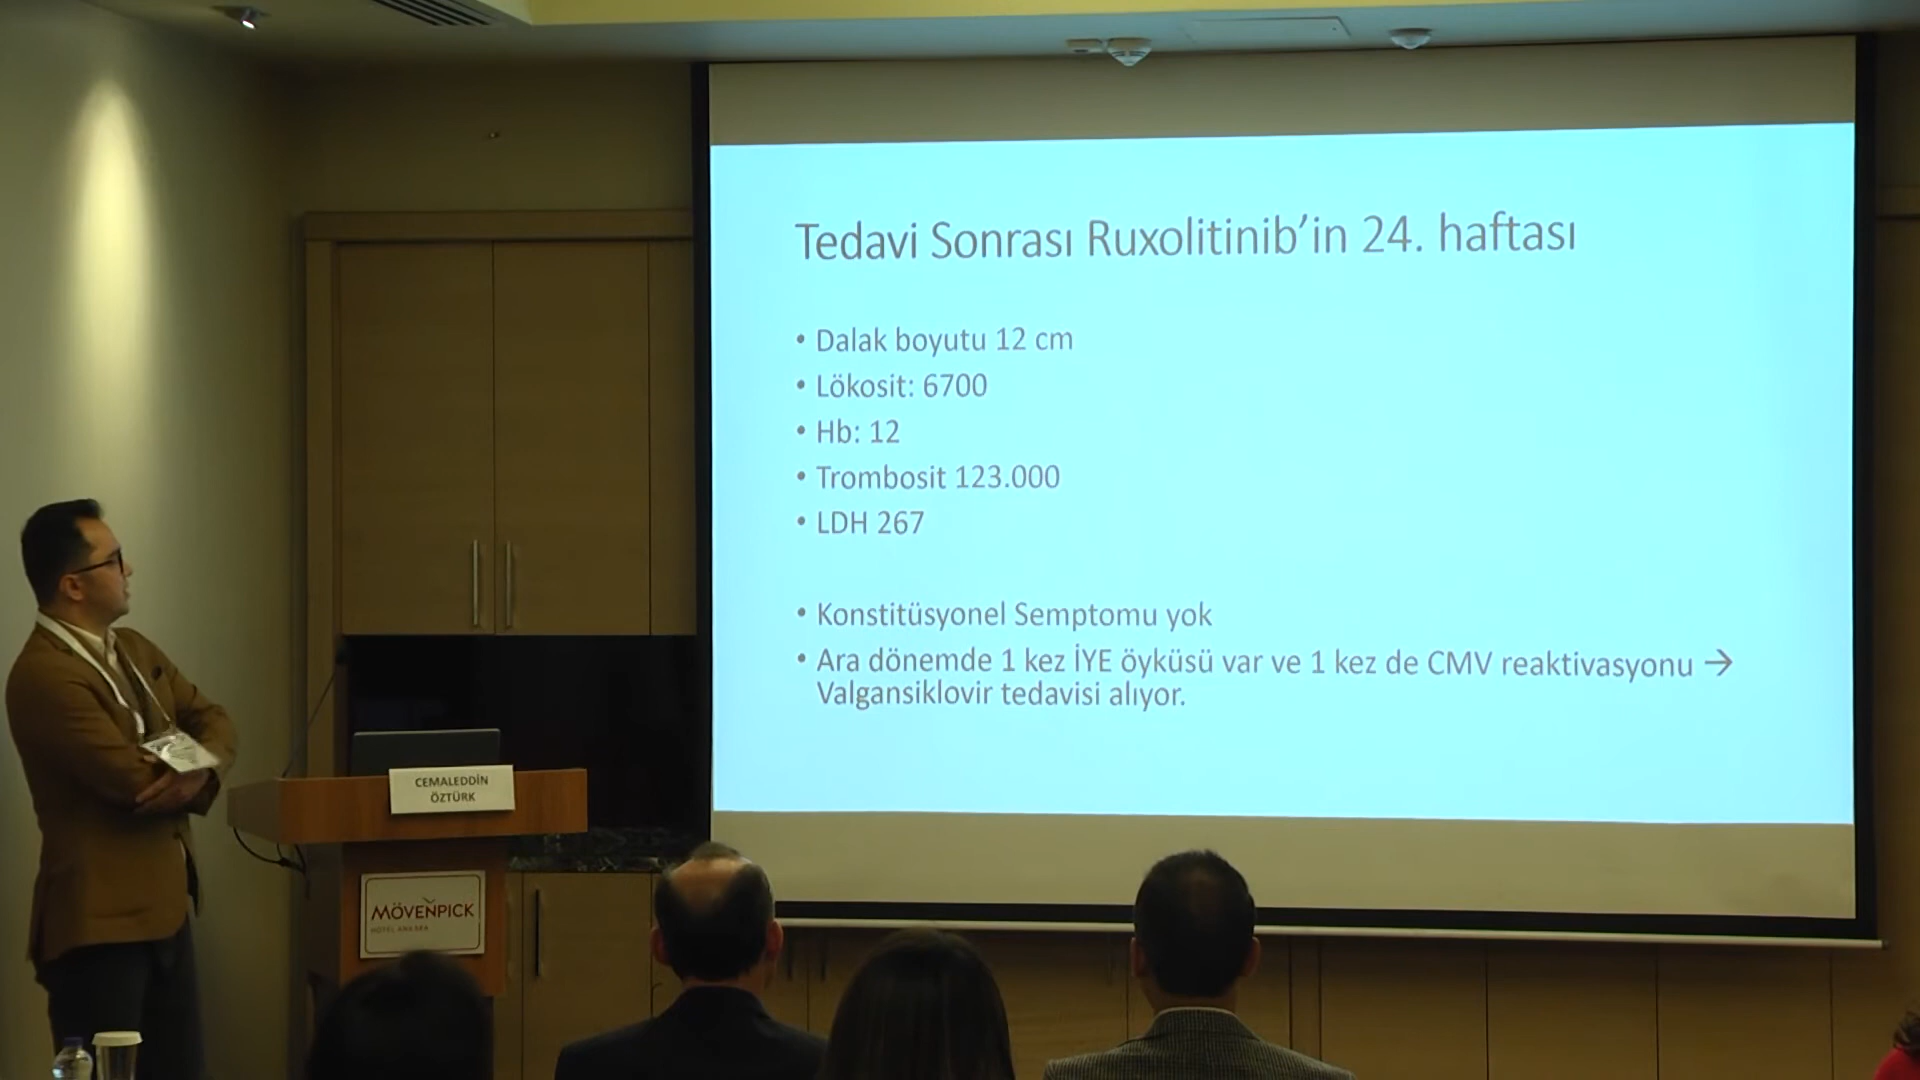 Tedavi Sonrası Ruxolitinib’in 24. haftası
• Dalak boyutu 12 cm
• Lökosit: 6700
• Hb: 12
• Trombosit 123.000
• LDH 267
• Konstitüsyonel Semptomu yok
• Ara dönemde 1 kez İYE öyküsü var ve 1 kez de CMV reaktivasyonu →
Valgansiklovir tedavisi alıyor.
CEMALEDDİN
ÖZTÜRK
MÖVENPICK
HOTEL ANKARA